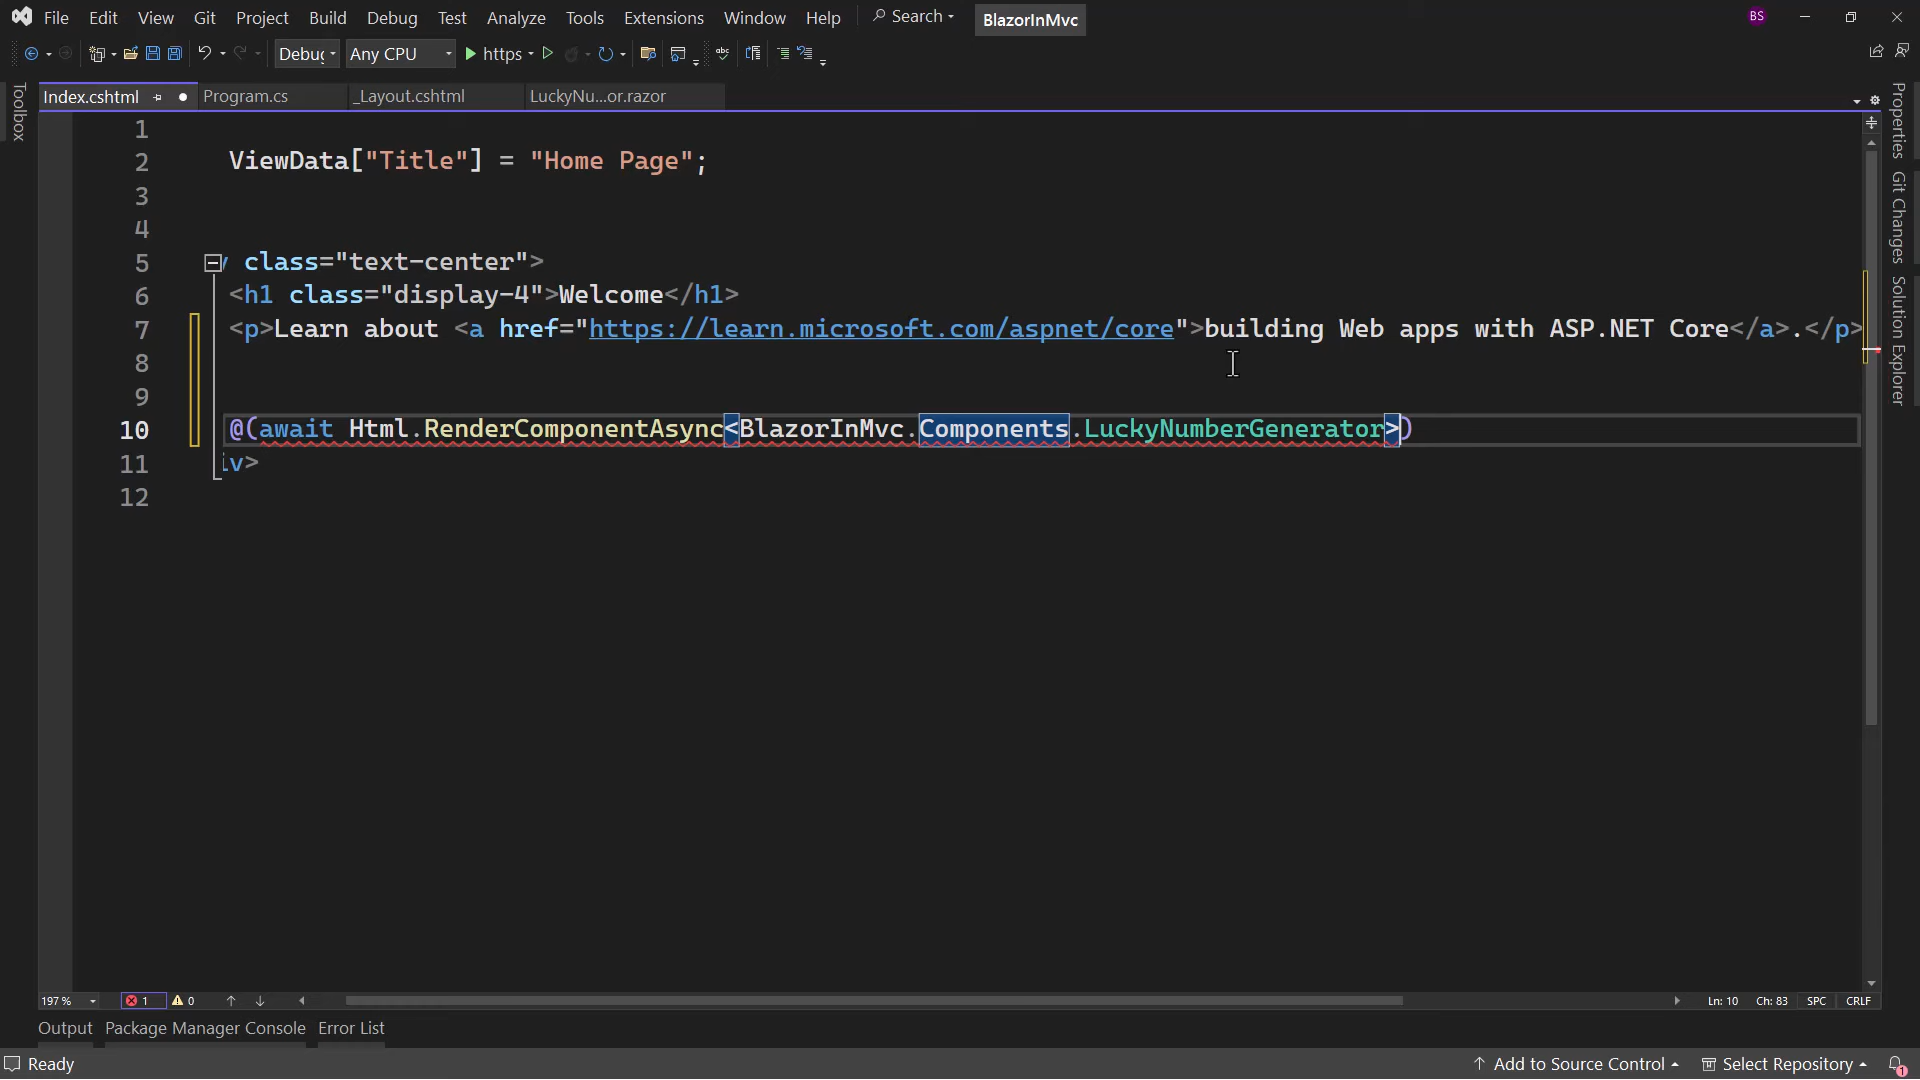 File Edit View Git Project Build Debug Test Analyze Tools Extensions Window Help Search BlazorInMvc BS
Debug Any CPU https
Toolbox
Index.cshtml Program.cs _Layout.cshtml LuckyNu...or.razor
1
2 ViewData["Title"] = "Home Page";
3
4
5 class="text-center">
6 <h1 class="display-4">Welcome</h1>
7 <p>Learn about <a href="https://learn.microsoft.com/aspnet/core">building Web apps with ASP.NET Core</a>.</p>
8
9
10 @(await Html.RenderComponentAsync<BlazorInMvc.Components.LuckyNumberGenerator>)
11 iv>
12
Properties
Git Changes
Solution Explorer
197 % 1 0 Ln: 10 Ch: 83 SPC CRLF
Output Package Manager Console Error List
Ready Add to Source Control Select Repository 1